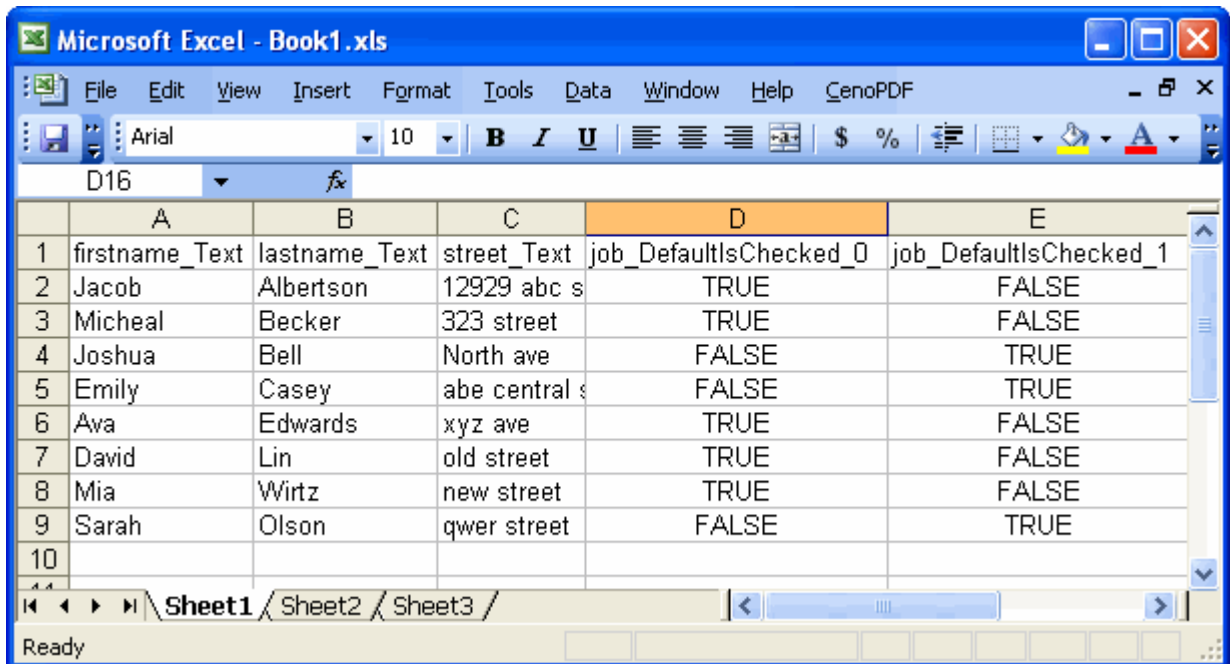 Microsoft Excel - Book1.xls
File Edit View Insert Format Tools Data Window Help CenoPDF
Arial 10 B I U $ % A
D16 fx
A B C D E
1 firstname_Text lastname_Text street_Text job_DefaultIsChecked_0 job_DefaultIsChecked_1
2 Jacob Albertson 12929 abc s TRUE FALSE
3 Micheal Becker 323 street TRUE FALSE
4 Joshua Bell North ave FALSE TRUE
5 Emily Casey abe central s FALSE TRUE
6 Ava Edwards xyz ave TRUE FALSE
7 David Lin old street TRUE FALSE
8 Mia Wirtz new street TRUE FALSE
9 Sarah Olson qwer street FALSE TRUE
10
Sheet1 Sheet2 Sheet3
Ready